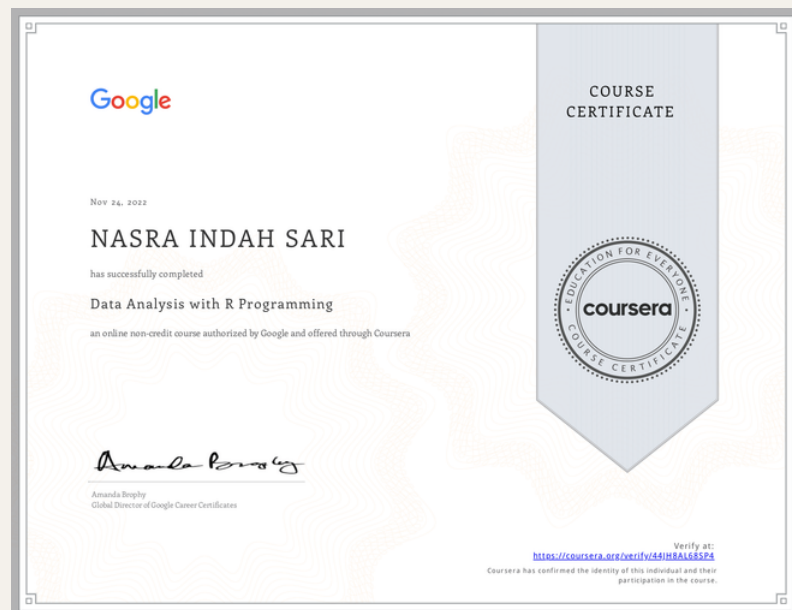 Google
COURSE
CERTIFICATE
Nov 24, 2022
NASRA INDAH SARI
has successfully completed
Data Analysis with R Programming
an online non-credit course authorized by Google and offered through Coursera
EDUCATION FOR EVERYONE
coursera
COURSE CERTIFICATE
Amanda Brophy
Amanda Brophy
Global Director of Google Career Certificates
Verify at:
https://coursera.org/verify/44JH8AL68SP4
Coursera has confirmed the identity of this individual and their
participation in the course.